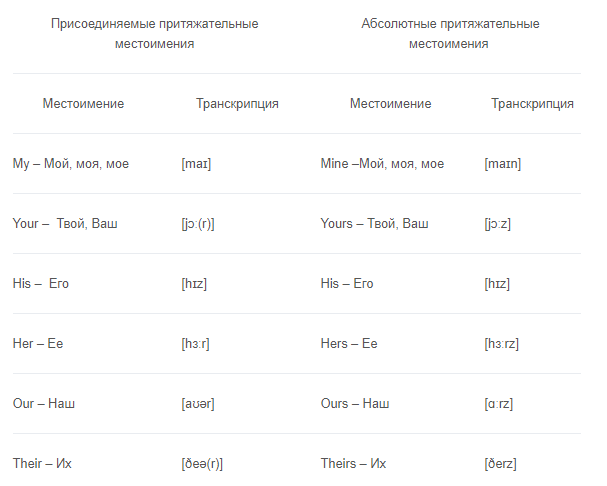 Присоединяемые притяжательные Абсолютные притяжательные
местоимения местоимения
Местоимение Транскрипция Местоимение Транскрипция
My – Мой, моя, мое [maɪ] Mine –Мой, моя, мое [maɪn]
Your – Твой, Ваш [jɔː(r)] Yours – Твой, Ваш [jɔːz]
His – Его [hɪz] His – Его [hɪz]
Her – Ее [hɜːr] Hers – Ее [hɜːrz]
Our – Наш [aʊər] Ours – Наш [ɑːrz]
Their – Их [ðeə(r)] Theirs – Их [ðerz]